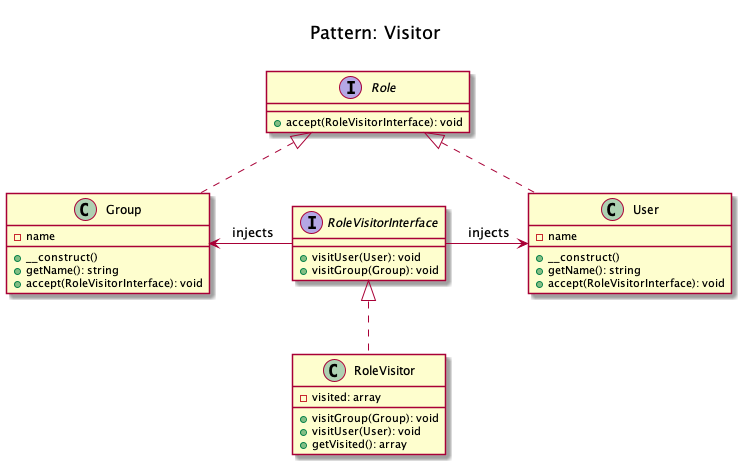 Pattern: Visitor
I Role
accept(RoleVisitorInterface): void
C Group
name
__construct()
getName(): string
accept(RoleVisitorInterface): void
injects
I RoleVisitorInterface
visitUser(User): void
visitGroup(Group): void
injects
C User
name
__construct()
getName(): string
accept(RoleVisitorInterface): void
C RoleVisitor
visited: array
visitGroup(Group): void
visitUser(User): void
getVisited(): array